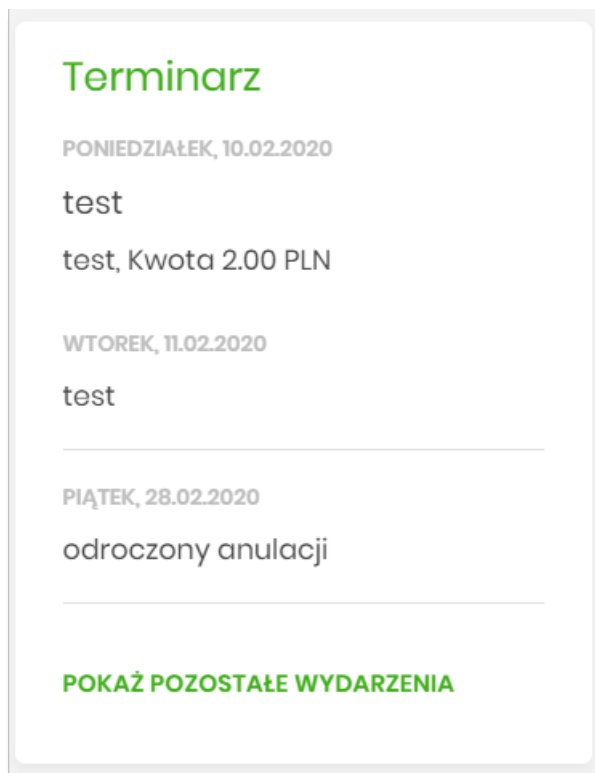 Terminarz
PONIEDZIAŁEK, 10.02.2020
test
test, Kwota 2.00 PLN
WTOREK, 11.02.2020
test
PIĄTEK, 28.02.2020
odroczony anulacji
POKAŻ POZOSTAŁE WYDARZENIA